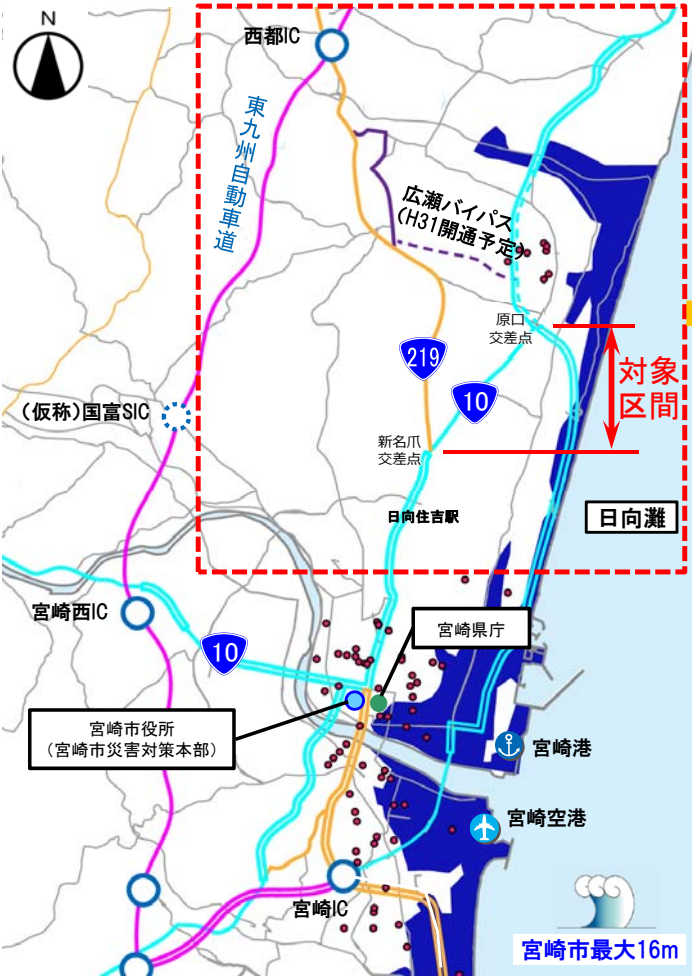 N
西都IC
東九州自動車道
広瀬バイパス
(H31開通予定)
原口
交差点
219
10
対象
区間
(仮称)国富SIC
新名爪
交差点
日向住吉駅
日向灘
宮崎西IC
10
宮崎県庁
宮崎市役所
(宮崎市災害対策本部)
宮崎港
宮崎空港
宮崎IC
宮崎市最大16m